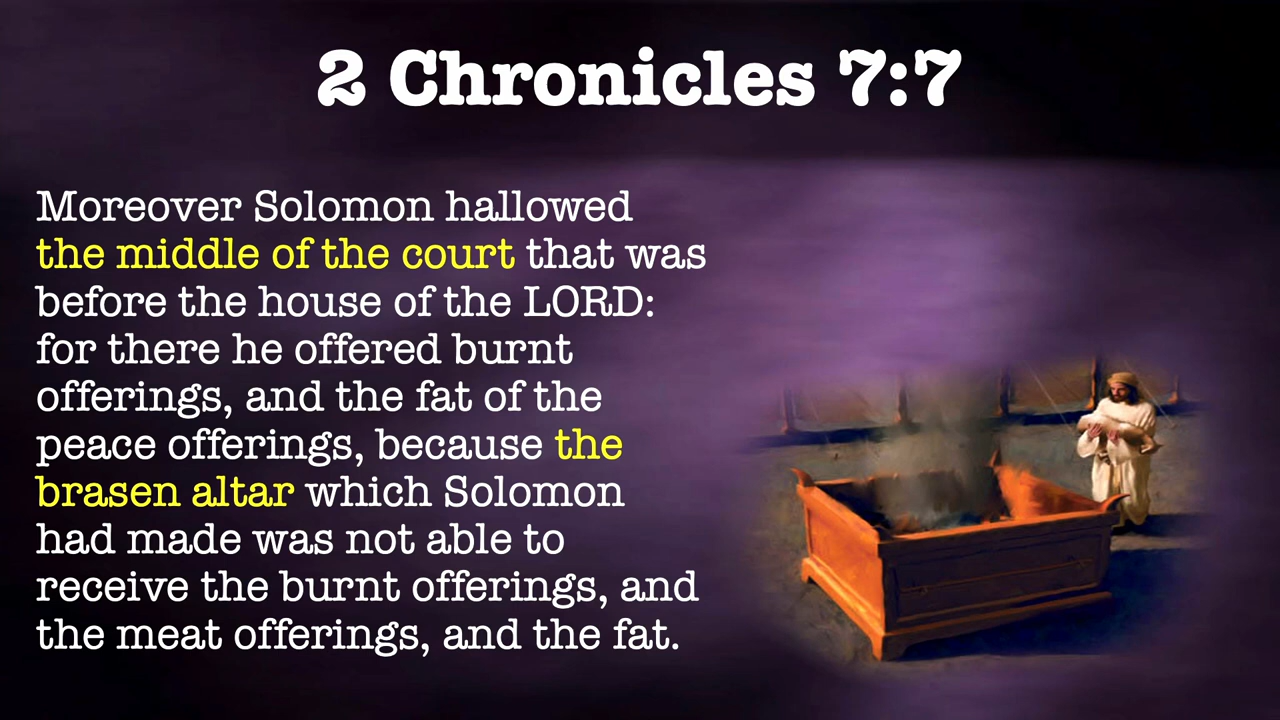 2 Chronicles 7:7
Moreover Solomon hallowed
the middle of the court that was
before the house of the LORD:
for there he offered burnt
offerings, and the fat of the
peace offerings, because the
brasen altar which Solomon
had made was not able to
receive the burnt offerings, and
the meat offerings, and the fat.